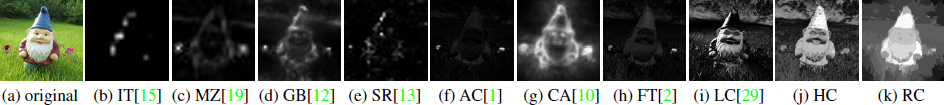 (a) original (b) IT[15] (c) MZ[19] (d) GB[12] (e) SR[13] (f) AC[1] (g) CA[10] (h) FT[2] (i) LC[29] (j) HC (k) RC